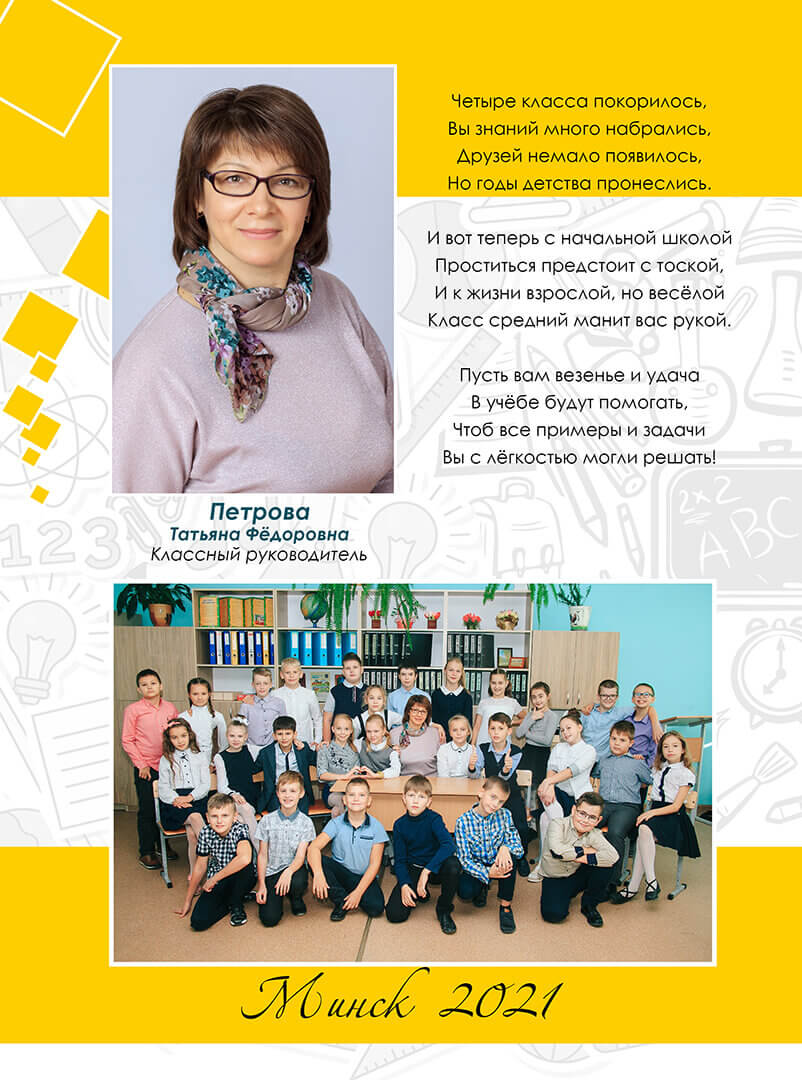 Четыре класса покорилось,
Вы знаний много набрались,
Друзей немало появилось,
Но годы детства пронеслись.
И вот теперь с начальной школой
Проститься предстоит с тоской,
И к жизни взрослой, но весёлой
Класс средний манит вас рукой.
Пусть вам везенье и удача
В учёбе будут помогать,
Чтоб все примеры и задачи
Вы с лёгкостью могли решать!
Петрова
Татьяна Фёдоровна
Классный руководитель
123
2×2
ABC
Минск 2021